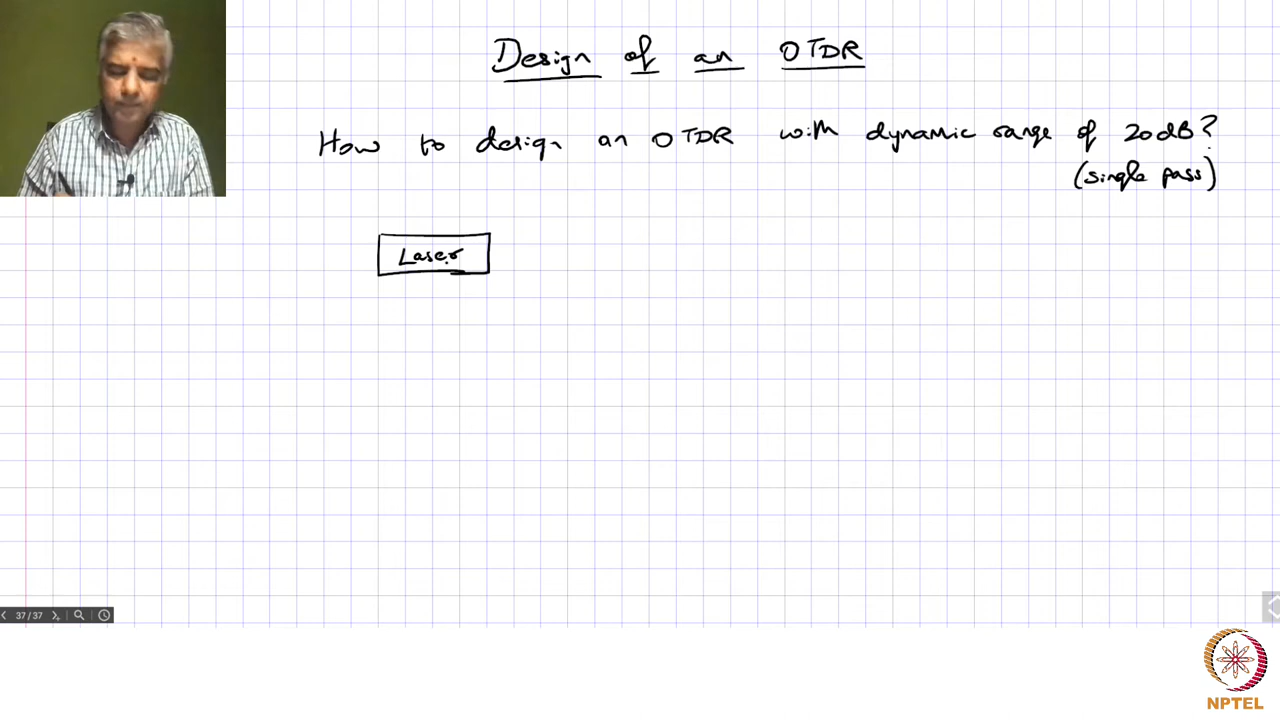 Design of an OTDR
How to design an OTDR with dynamic range of 20dB?
(single pass)
Laser
37/37
NPTEL